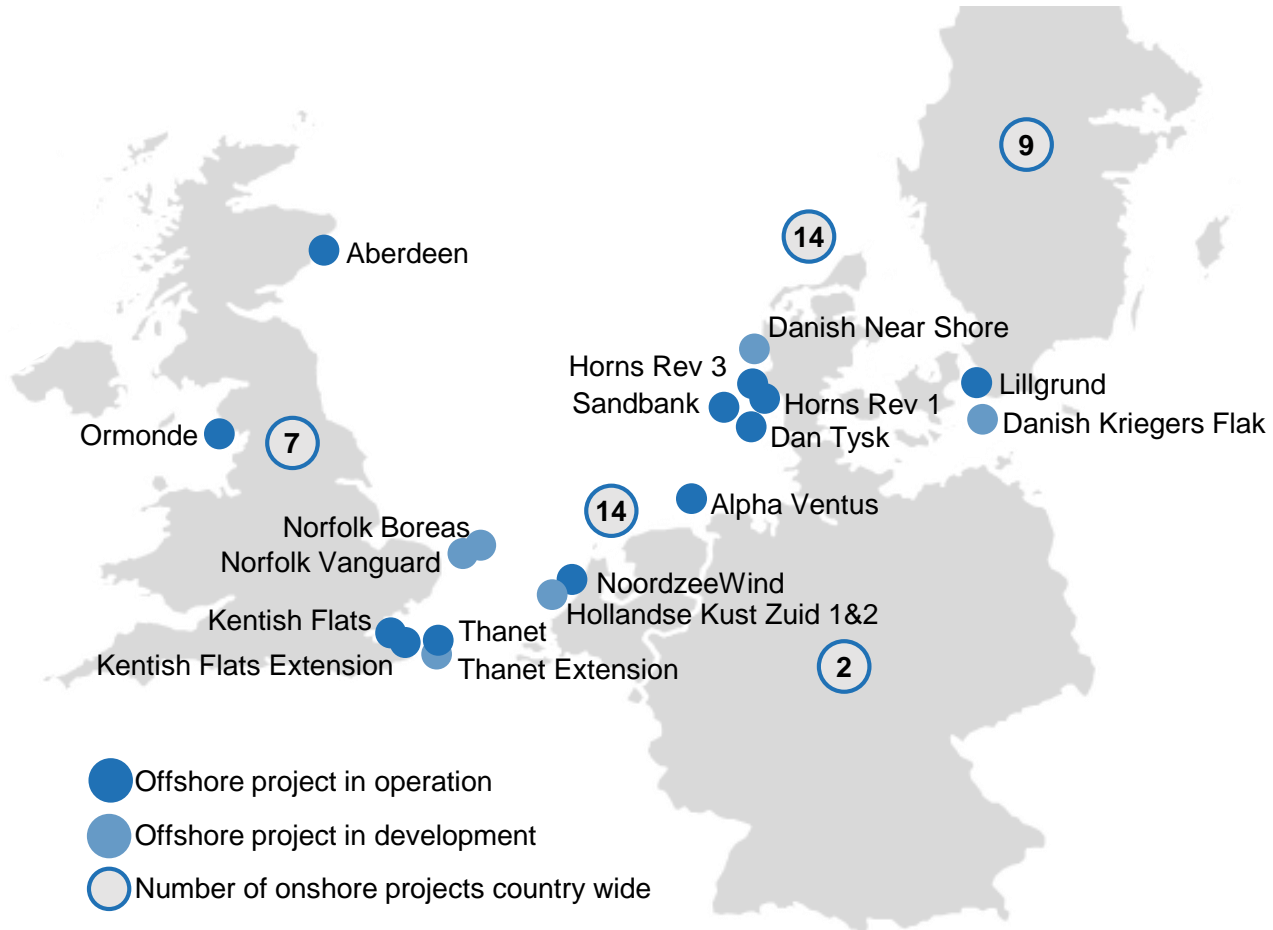 9
14
Aberdeen
Danish Near Shore
Horns Rev 3
Sandbank
Horns Rev 1
Dan Tysk
Lillgrund
Danish Kriegers Flak
Ormonde
7
14
Alpha Ventus
Norfolk Boreas
Norfolk Vanguard
NoordzeeWind
Hollandse Kust Zuid 1&2
Kentish Flats
Kentish Flats Extension
Thanet
Thanet Extension
2
Offshore project in operation
Offshore project in development
Number of onshore projects country wide